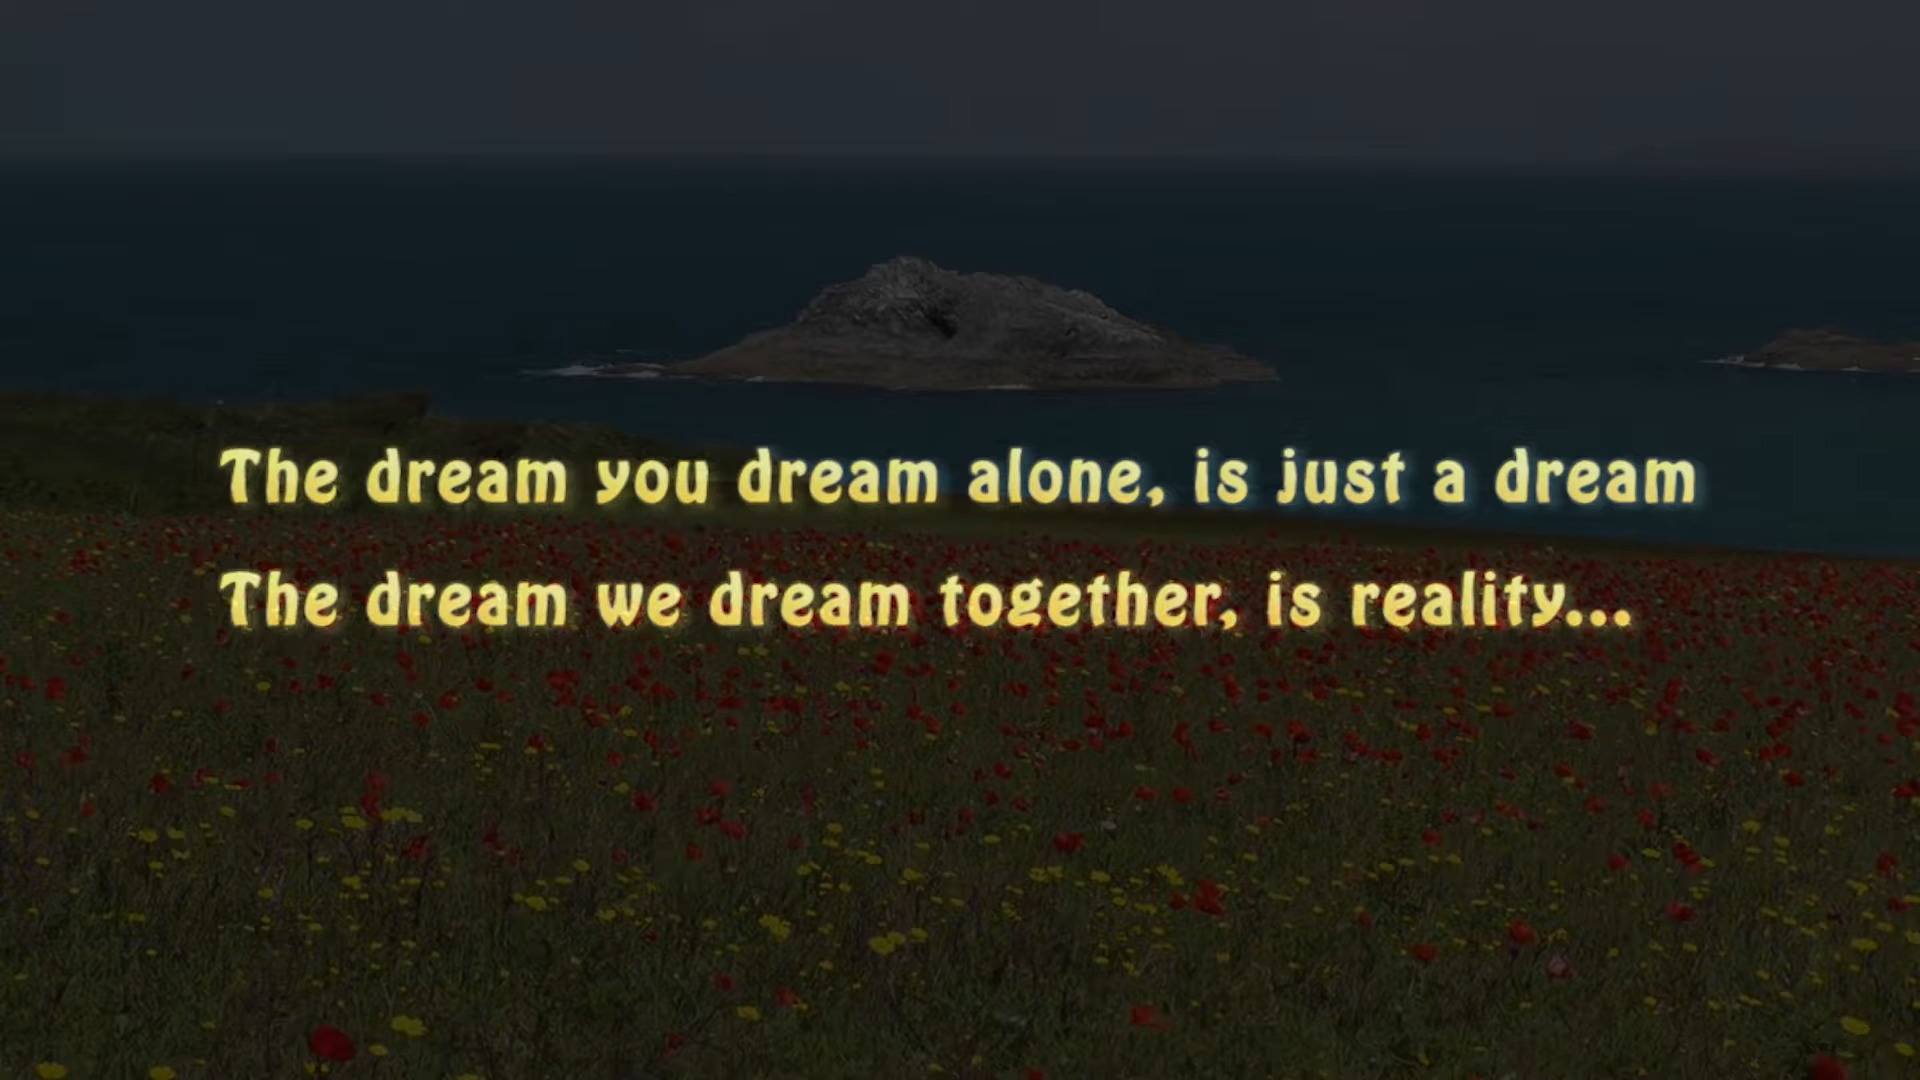 The dream you dream alone, is just a dream
The dream we dream together, is reality...